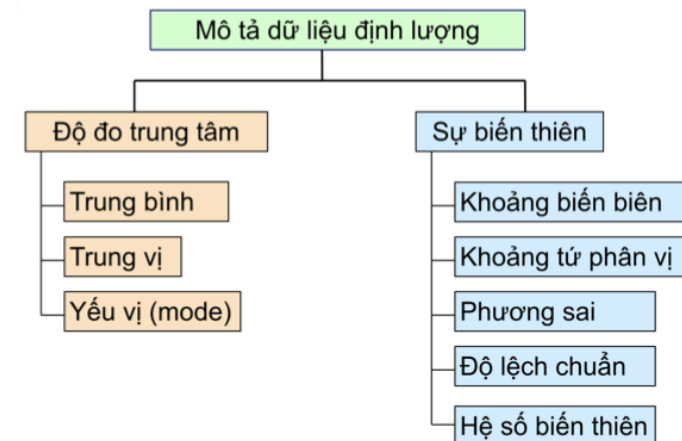 Mô tả dữ liệu định lượng
Độ đo trung tâm
Trung bình
Trung vị
Yếu vị (mode)
Sự biến thiên
Khoảng biến biên
Khoảng tứ phân vị
Phương sai
Độ lệch chuẩn
Hệ số biến thiên